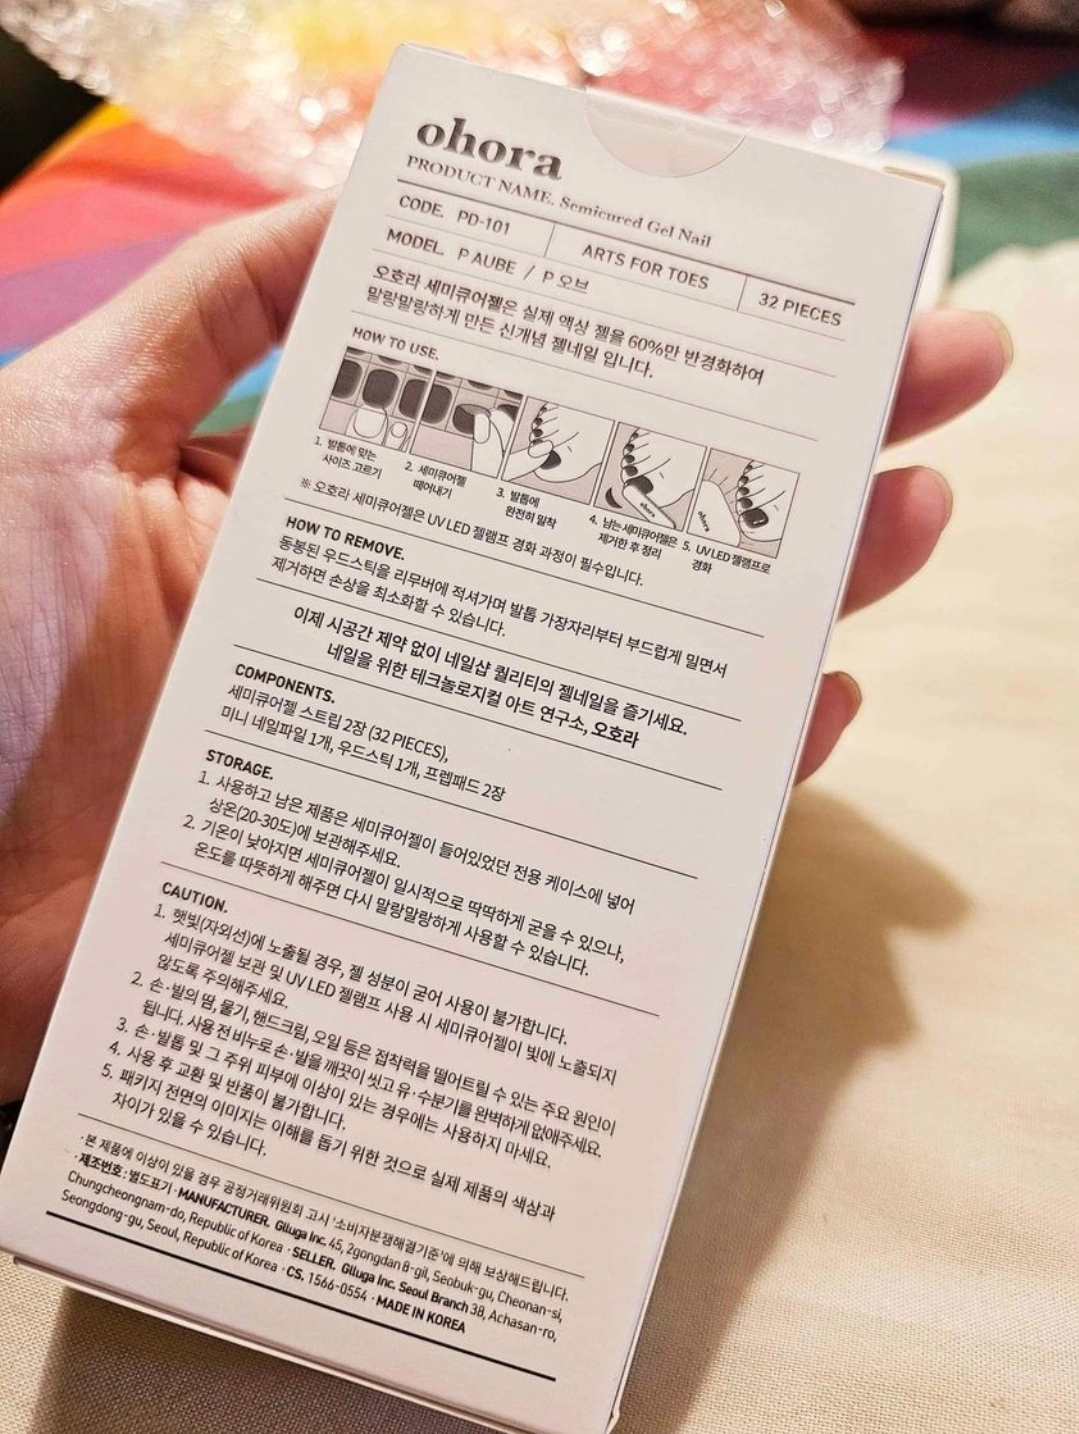 ohora
PRODUCT NAME. Semicured Gel Nail
CODE. PD-101
ARTS FOR TOES
32 PIECES
MODEL. P AUBE / P 오브
오호라 세미큐어젤은 실제 액상 젤을 60%만 반경화하여
말랑말랑하게 만든 신개념 젤네일 입니다.
HOW TO USE.
1. 발톱에 맞는
사이즈 고르기
2. 세미큐어젤
떼어내기
3. 발톱에
완전히 밀착
4. 남는 세미큐어젤은
제거한 후 정리
5. UV LED 젤램프로
경화
※ 오호라 세미큐어젤은 UV LED 젤램프 경화 과정이 필수입니다.
HOW TO REMOVE.
동봉된 우드스틱을 리무버에 적셔가며 발톱 가장자리부터 부드럽게 밀면서
제거하면 손상을 최소화할 수 있습니다.
이제 시공간 제약 없이 네일샵 퀄리티의 젤네일을 즐기세요.
네일을 위한 테크놀로지컬 아트 연구소, 오호라
COMPONENTS.
세미큐어젤 스트립 2장 (32 PIECES),
미니 네일파일 1개, 우드스틱 1개, 프렙패드 2장
STORAGE.
1. 사용하고 남은 제품은 세미큐어젤이 들어있었던 전용 케이스에 넣어
상온(20-30도)에 보관해주세요.
2. 기온이 낮아지면 세미큐어젤이 일시적으로 딱딱하게 굳을 수 있으나,
온도를 따뜻하게 해주면 다시 말랑말랑하게 사용할 수 있습니다.
CAUTION.
1. 햇빛(자외선)에 노출될 경우, 젤 성분이 굳어 사용이 불가합니다.
세미큐어젤 보관 및 UV LED 젤램프 사용 시 세미큐어젤이 빛에 노출되지
않도록 주의해주세요.
2. 손·발의 땀, 물기, 핸드크림, 오일 등은 접착력을 떨어트릴 수 있는 주요 원인이
됩니다. 사용 전 비누로 손·발을 깨끗이 씻고 유·수분기를 완벽하게 없애주세요.
3. 손·발톱 및 그 주위 피부에 이상이 있는 경우에는 사용하지 마세요.
4. 사용 후 교환 및 반품이 불가합니다.
5. 패키지 전면의 이미지는 이해를 돕기 위한 것으로 실제 제품의 색상과
차이가 있을 수 있습니다.
·본 제품에 이상이 있을 경우 공정거래위원회 고시 '소비자분쟁해결기준'에 의해 보상해드립니다.
·제조번호 : 별도표기 ·MANUFACTURER. Glluga Inc. 45, 2gongdan 8-gil, Seobuk-gu, Cheonan-si,
Chungcheongnam-do, Republic of Korea ·SELLER. Glluga Inc. Seoul Branch 38, Achasan-ro,
Seongdong-gu, Seoul, Republic of Korea ·CS. 1566-0554 ·MADE IN KOREA